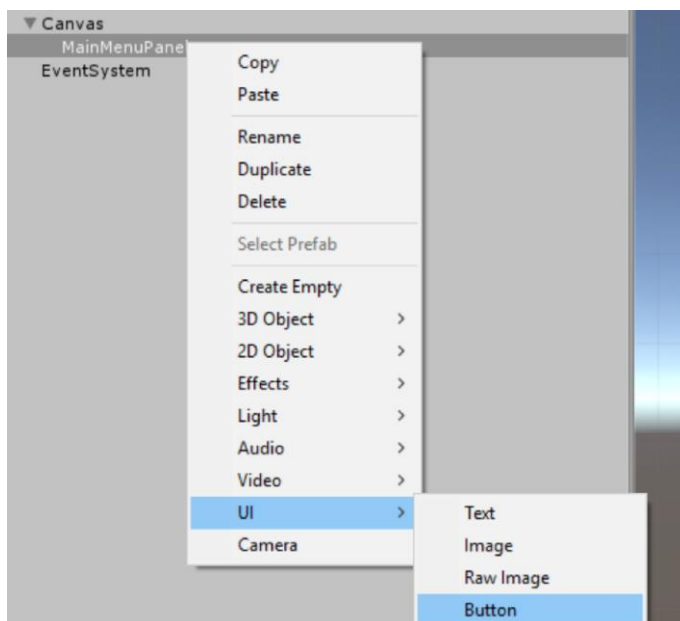 Canvas
MainMenuPanel
EventSystem
Copy
Paste
Rename
Duplicate
Delete
Select Prefab
Create Empty
3D Object
2D Object
Effects
Light
Audio
Video
UI
Camera
Text
Image
Raw Image
Button